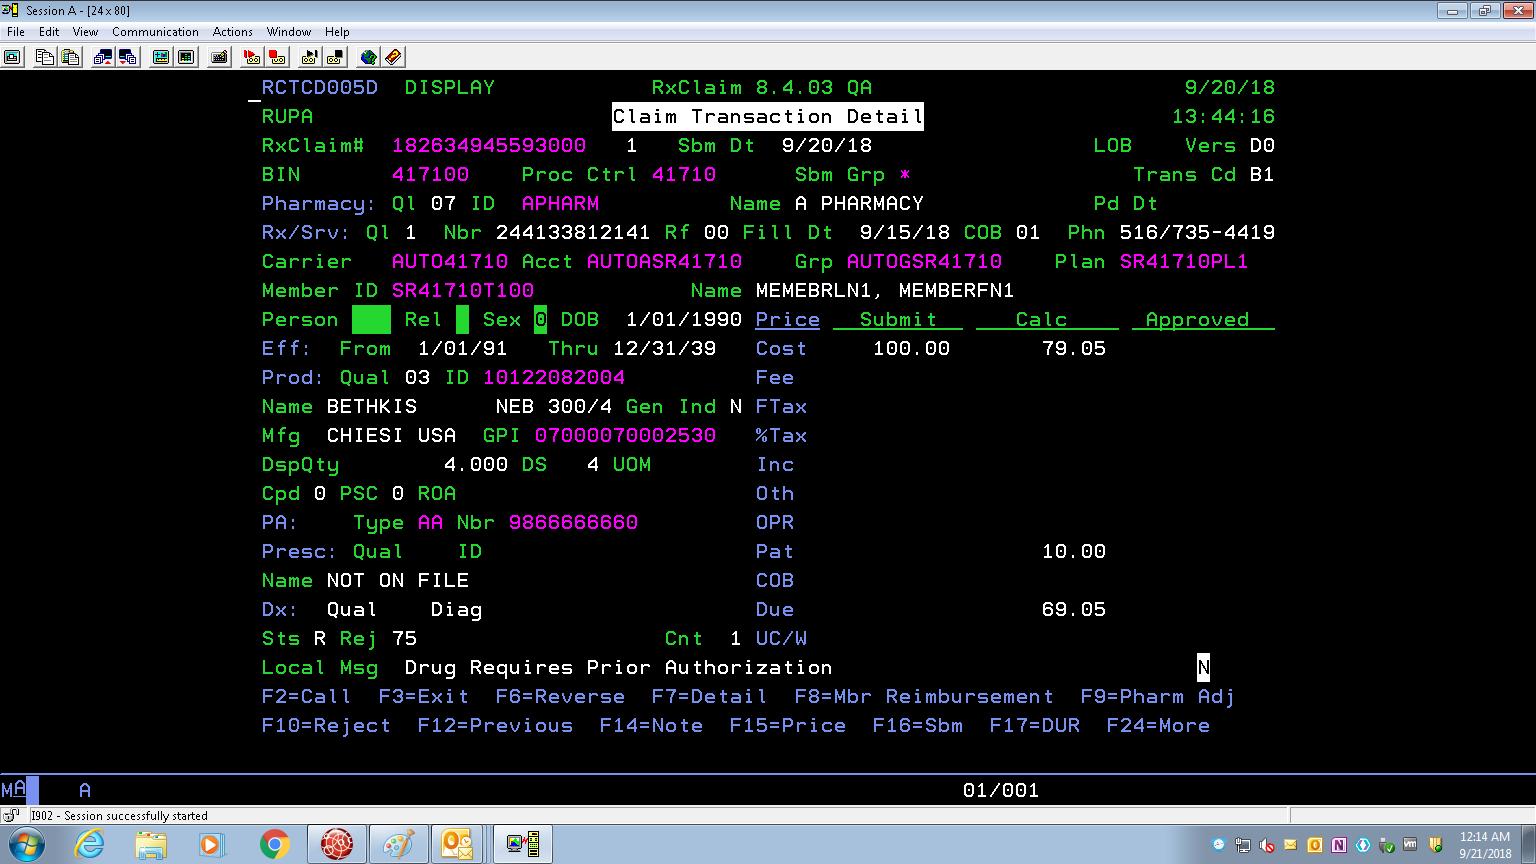 Session A - [24 x 80]
File Edit View Communication Actions Window Help
RCTCD005D DISPLAY RxClaim 8.4.03 QA 9/20/18
RUPA Claim Transaction Detail 13:44:16
RxClaim# 182634945593000 1 Sbm Dt 9/20/18 LOB Vers D0
BIN 417100 Proc Ctrl 41710 Sbm Grp * Trans Cd B1
Pharmacy: Ql 07 ID APHARM Name A PHARMACY Pd Dt
Rx/Srv: Ql 1 Nbr 244133812141 Rf 00 Fill Dt 9/15/18 COB 01 Phn 516/735-4419
Carrier AUTO41710 Acct AUTOASR41710 Grp AUTOGSR41710 Plan SR41710PL1
Member ID SR41710T100 Name MEMEBRLN1, MEMBERFN1
Person Rel Sex 0 DOB 1/01/1990 Price Submit Calc Approved
Eff: From 1/01/91 Thru 12/31/39 Cost 100.00 79.05
Prod: Qual 03 ID 10122082004 Fee
Name BETHKIS NEB 300/4 Gen Ind N FTax
Mfg CHIESI USA GPI 07000070002530 %Tax
DspQty 4.000 DS 4 UOM Inc
Cpd 0 PSC 0 ROA Oth
PA: Type AA Nbr 9866666660 OPR
Presc: Qual ID Pat 10.00
Name NOT ON FILE COB
Dx: Qual Diag Due 69.05
Sts R Rej 75 Cnt 1 UC/W
Local Msg Drug Requires Prior Authorization N
F2=Call F3=Exit F6=Reverse F7=Detail F8=Mbr Reimbursement F9=Pharm Adj
F10=Reject F12=Previous F14=Note F15=Price F16=Sbm F17=DUR F24=More
MA A 01/001
I902 - Session successfully started
12:14 AM
9/21/2018